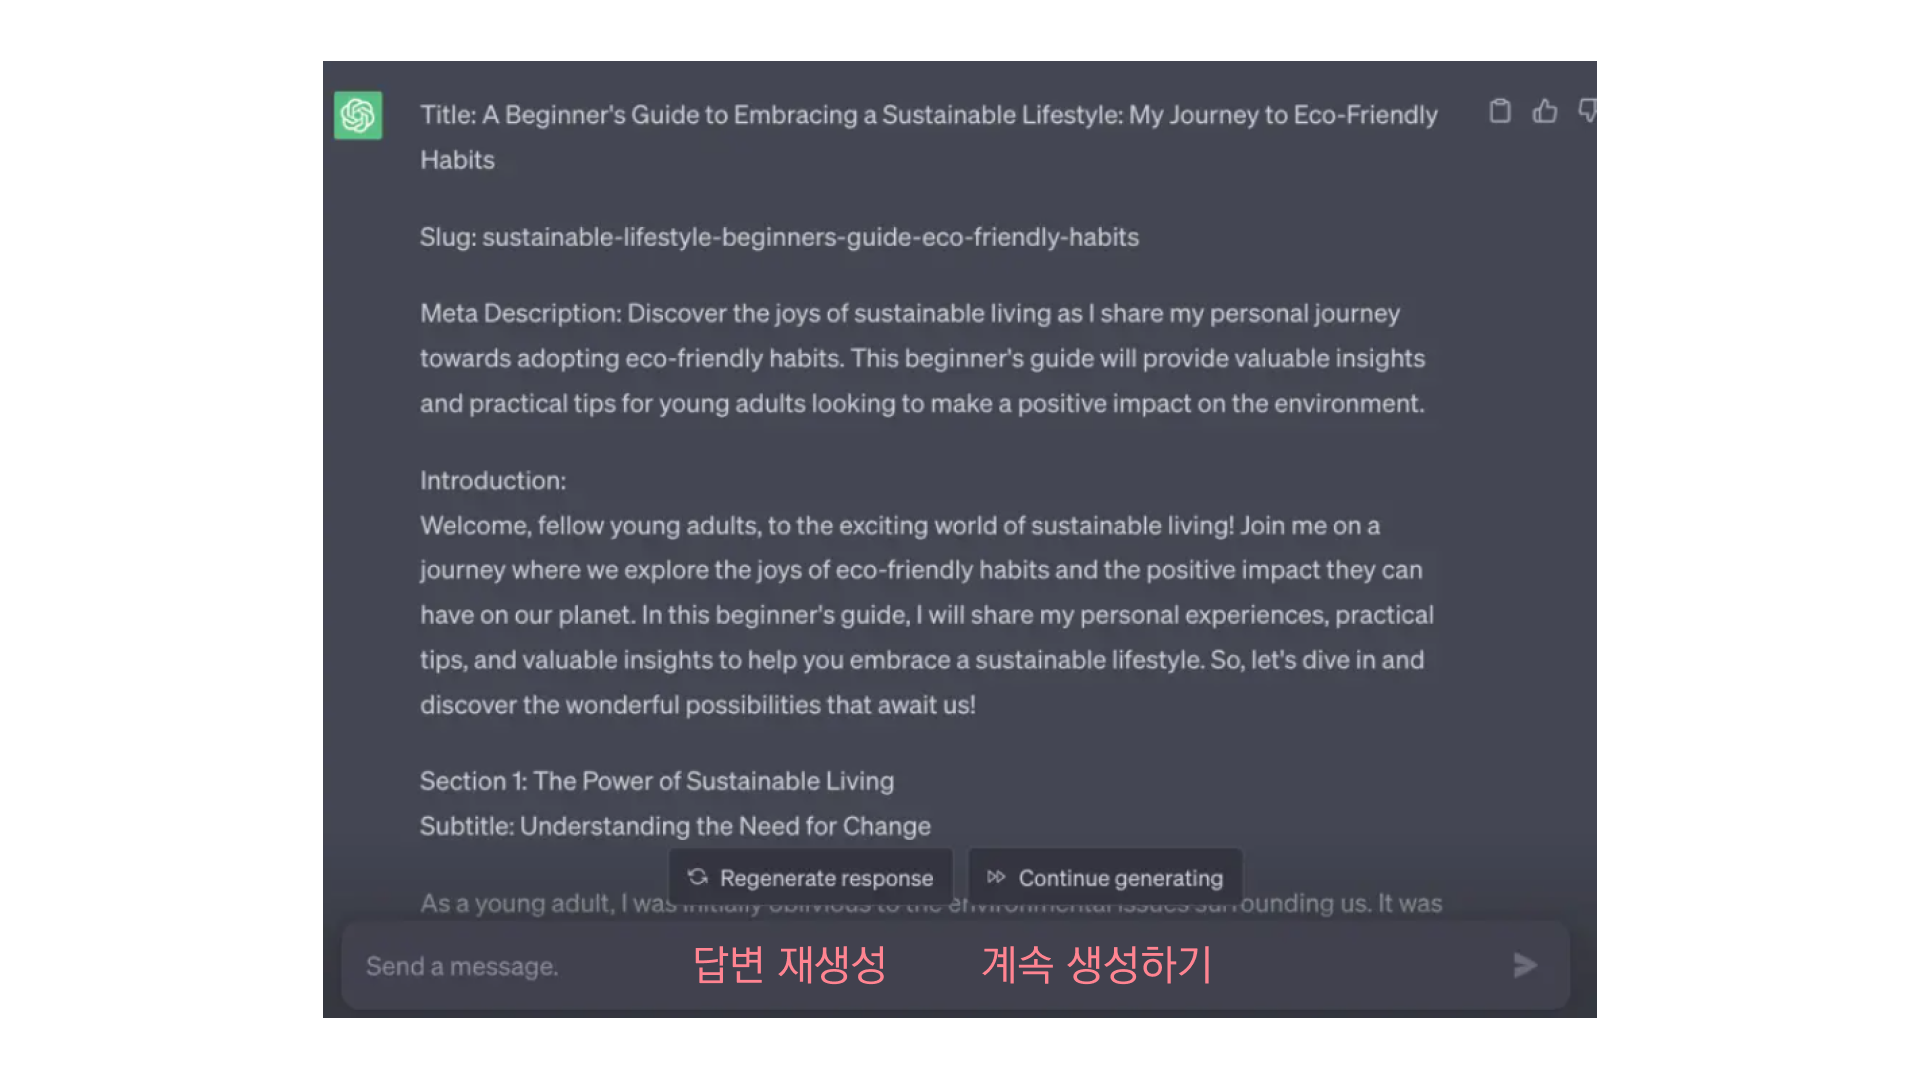 Title: A Beginner's Guide to Embracing a Sustainable Lifestyle: My Journey to Eco-Friendly
Habits
Slug: sustainable-lifestyle-beginners-guide-eco-friendly-habits
Meta Description: Discover the joys of sustainable living as I share my personal journey
towards adopting eco-friendly habits. This beginner's guide will provide valuable insights
and practical tips for young adults looking to make a positive impact on the environment.
Introduction:
Welcome, fellow young adults, to the exciting world of sustainable living! Join me on a
journey where we explore the joys of eco-friendly habits and the positive impact they can
have on our planet. In this beginner's guide, I will share my personal experiences, practical
tips, and valuable insights to help you embrace a sustainable lifestyle. So, let's dive in and
discover the wonderful possibilities that await us!
Section 1: The Power of Sustainable Living
Subtitle: Understanding the Need for Change
Regenerate response
Continue generating
As a young adult, I was initially oblivious to the environmental issues surrounding us. It was
Send a message.
답변 재생성
계속 생성하기